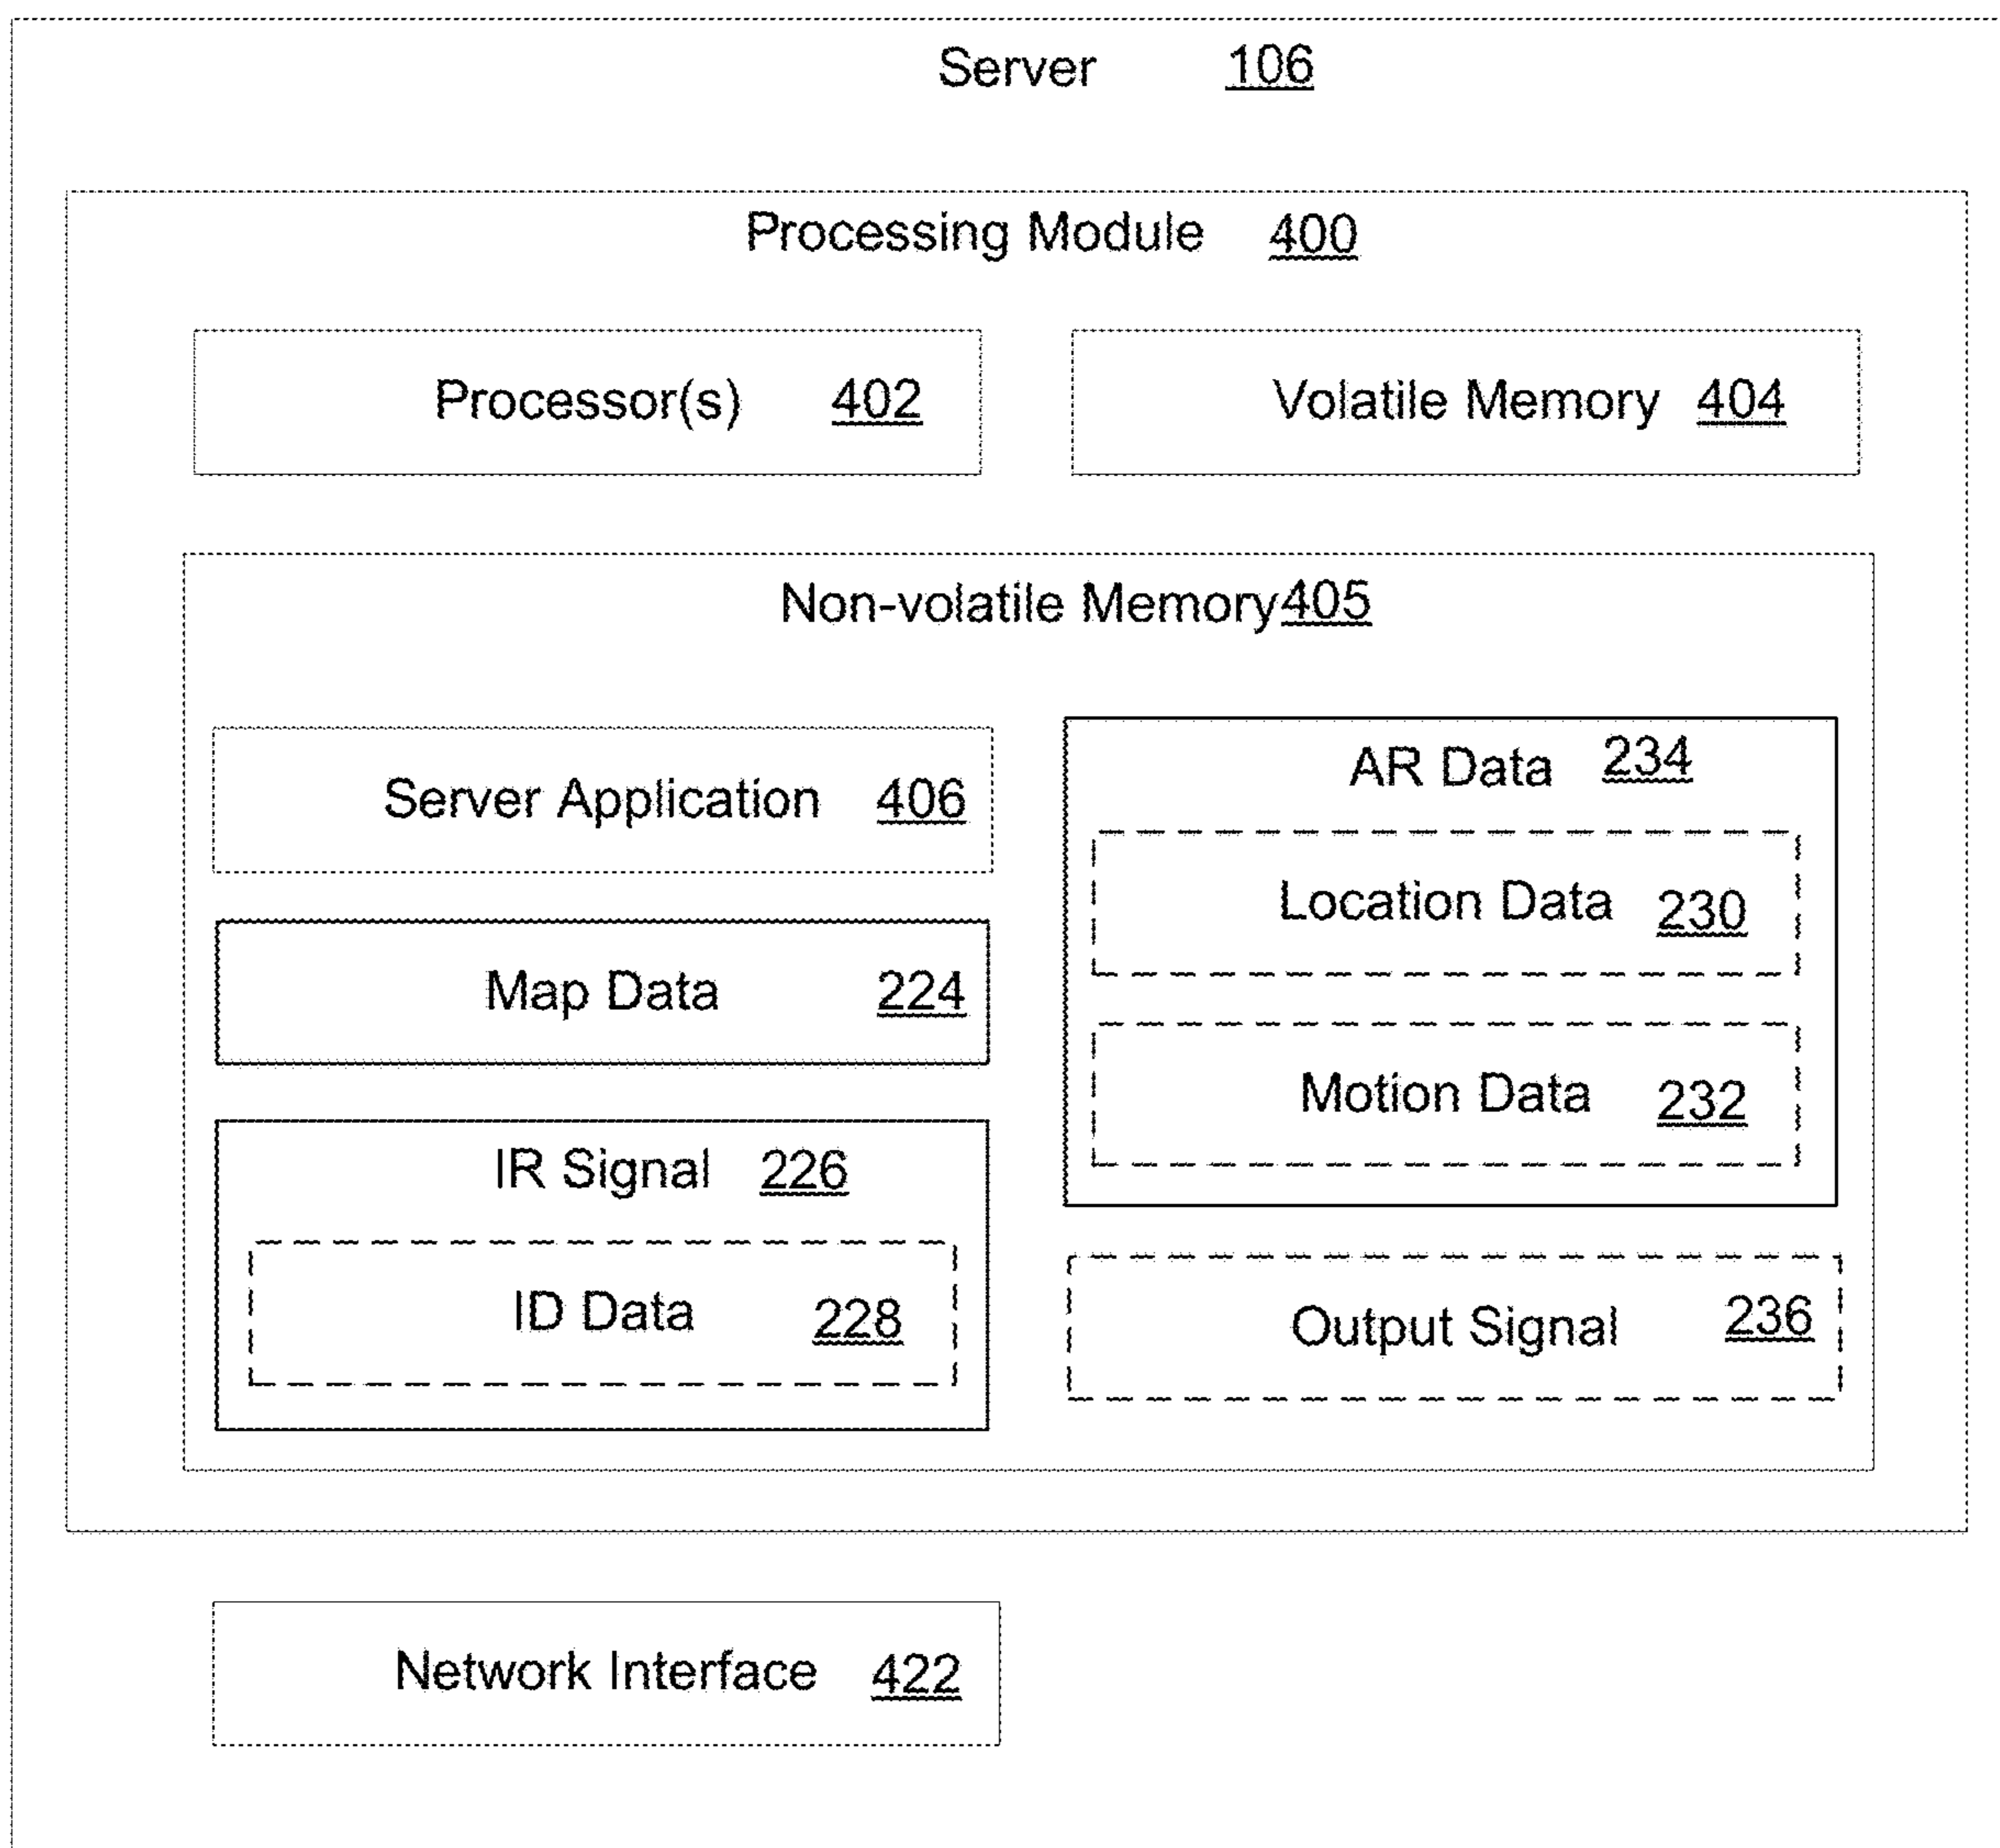 Server 106
Processing Module 400
Processor(s) 402
Volatile Memory 404
Non-volatile Memory 405
Server Application 406
Map Data 224
IR Signal 226
ID Data 228
AR Data 234
Location Data 230
Motion Data 232
Output Signal 236
Network Interface 422